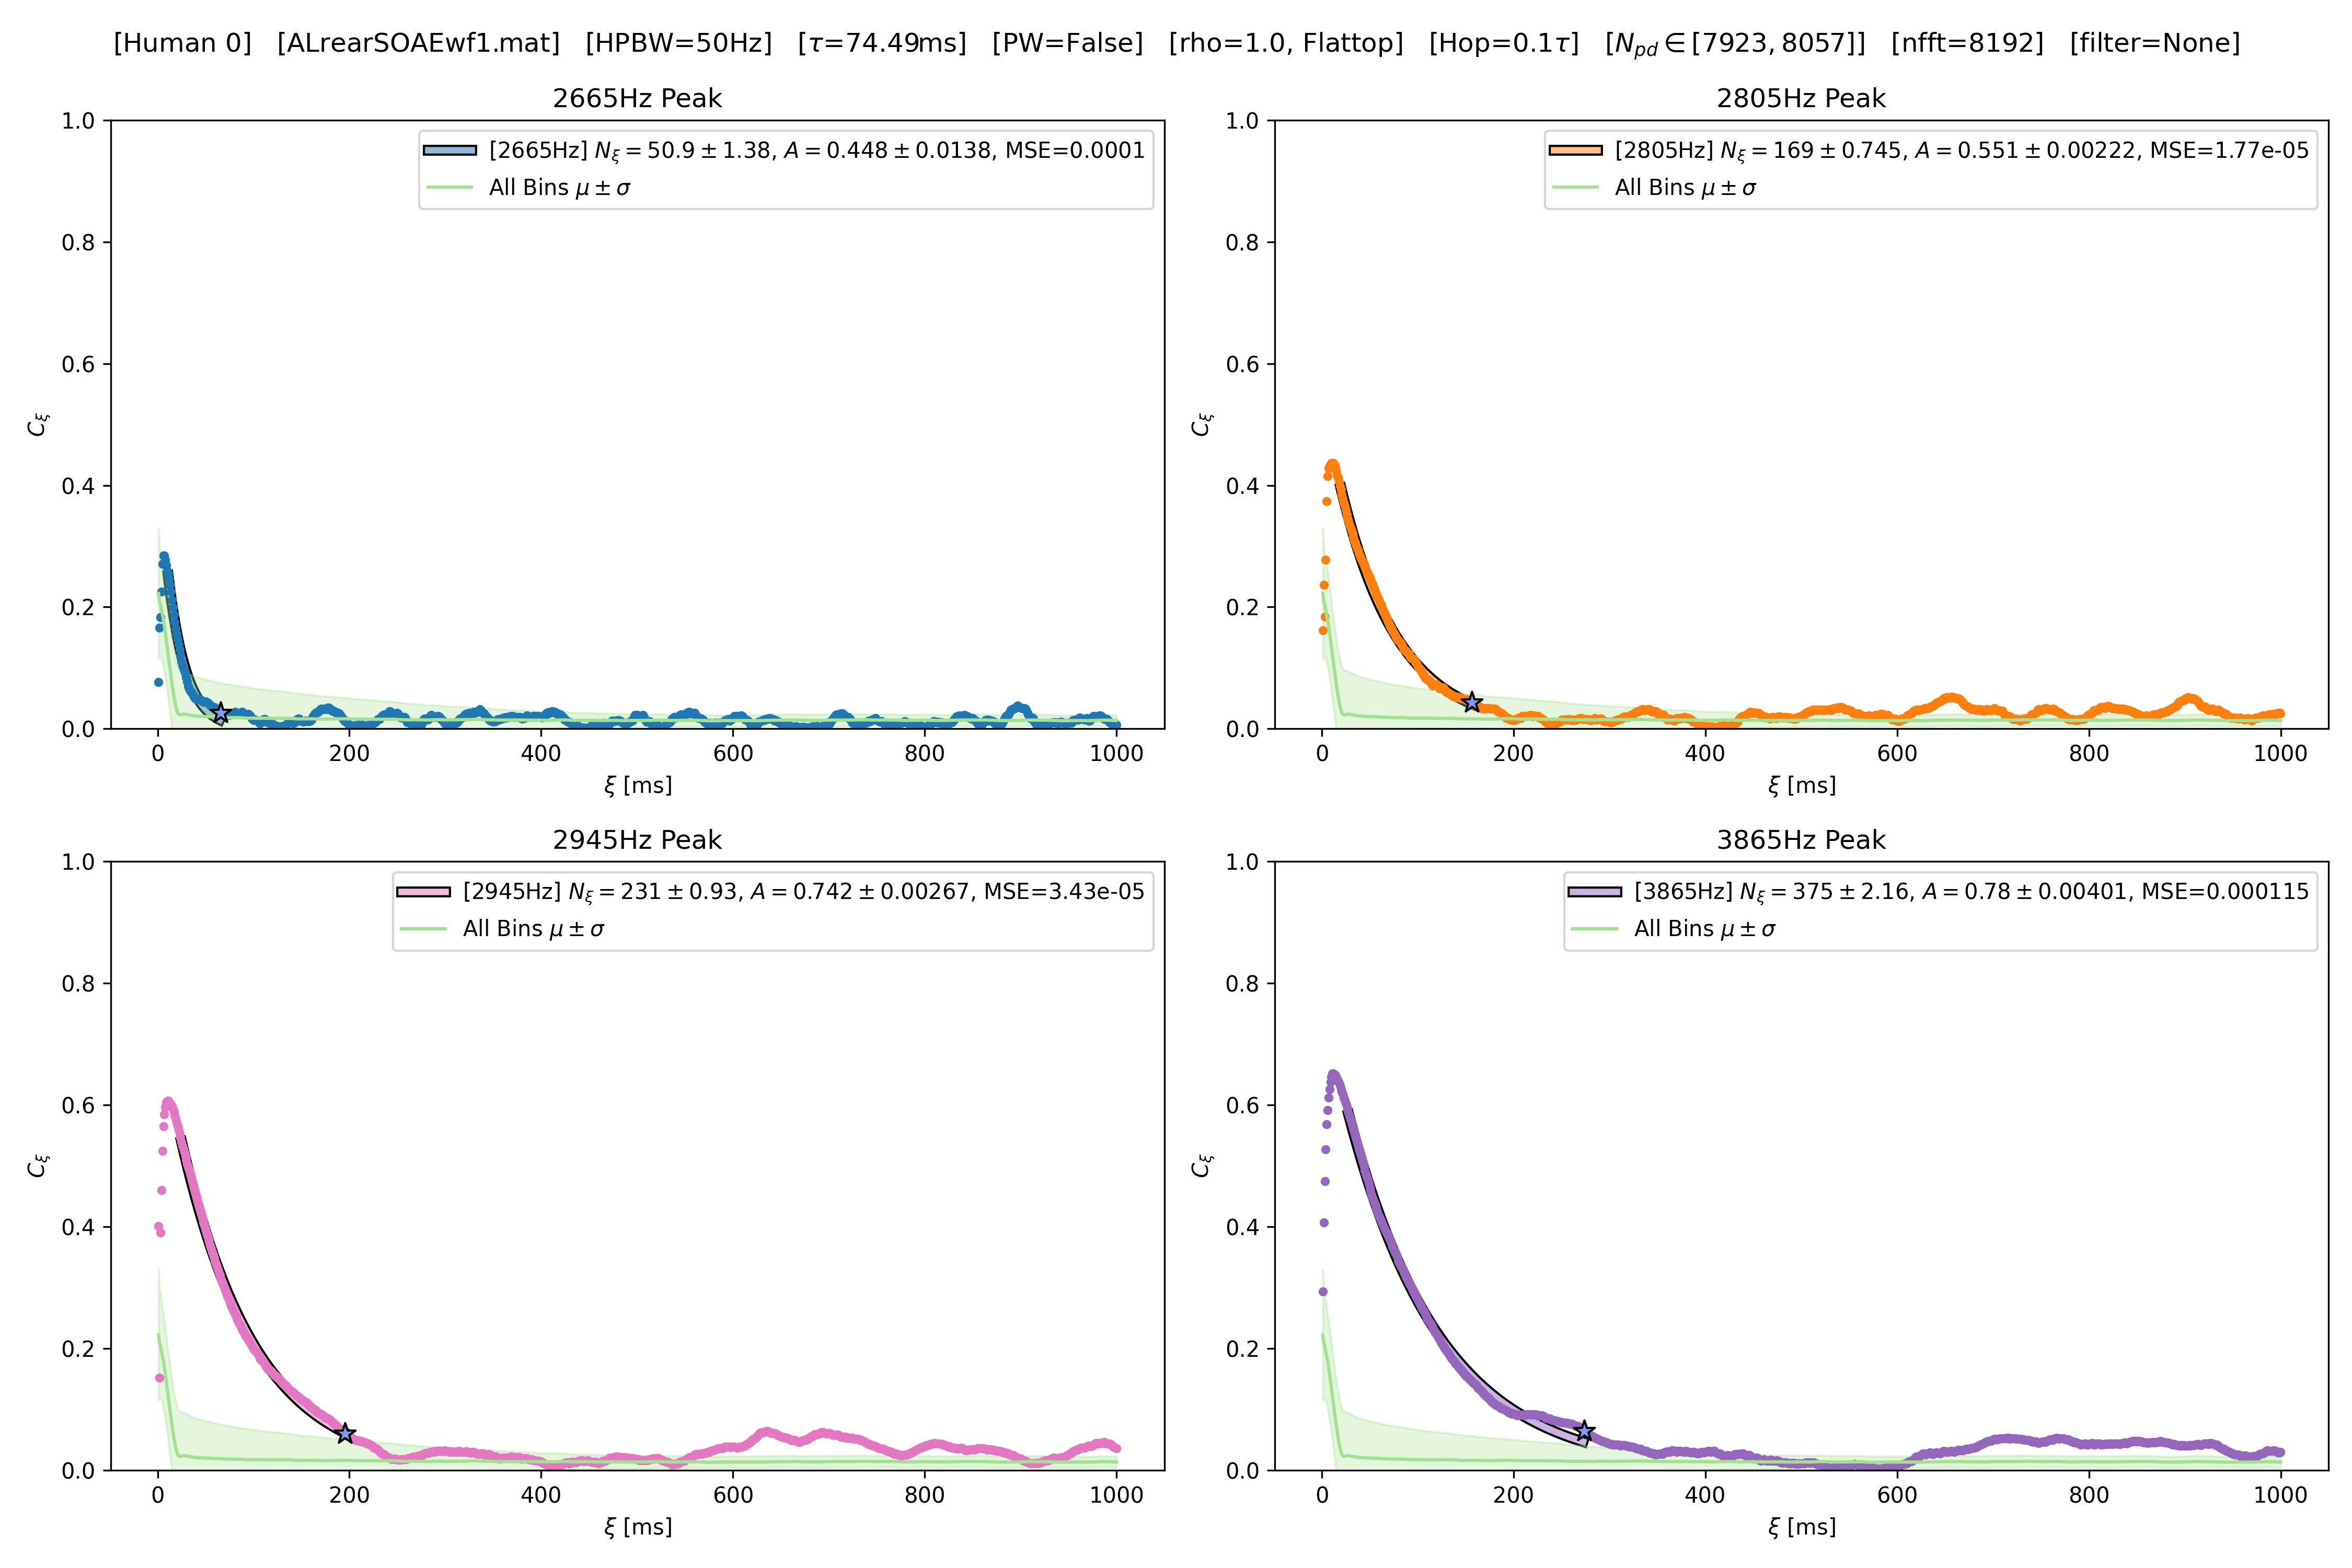 [Human 0] [ALrearSOAEwf1.mat] [HPBW=50Hz] [τ=74.49ms] [PW=False] [rho=1.0, Flattop] [Hop=0.1τ] [N_pd ∈ [7923, 8057]] [nfft=8192] [filter=None]
2665Hz Peak
[2665Hz] N_ξ = 50.9 ± 1.38, A = 0.448 ± 0.0138, MSE=0.0001
All Bins μ ± σ
1.0
0.8
0.6
0.4
0.2
0.0
C_ξ
0 200 400 600 800 1000
ξ [ms]
2805Hz Peak
[2805Hz] N_ξ = 169 ± 0.745, A = 0.551 ± 0.00222, MSE=1.77e-05
All Bins μ ± σ
1.0
0.8
0.6
0.4
0.2
0.0
C_ξ
0 200 400 600 800 1000
ξ [ms]
2945Hz Peak
[2945Hz] N_ξ = 231 ± 0.93, A = 0.742 ± 0.00267, MSE=3.43e-05
All Bins μ ± σ
1.0
0.8
0.6
0.4
0.2
0.0
C_ξ
0 200 400 600 800 1000
ξ [ms]
3865Hz Peak
[3865Hz] N_ξ = 375 ± 2.16, A = 0.78 ± 0.00401, MSE=0.000115
All Bins μ ± σ
1.0
0.8
0.6
0.4
0.2
0.0
C_ξ
0 200 400 600 800 1000
ξ [ms]